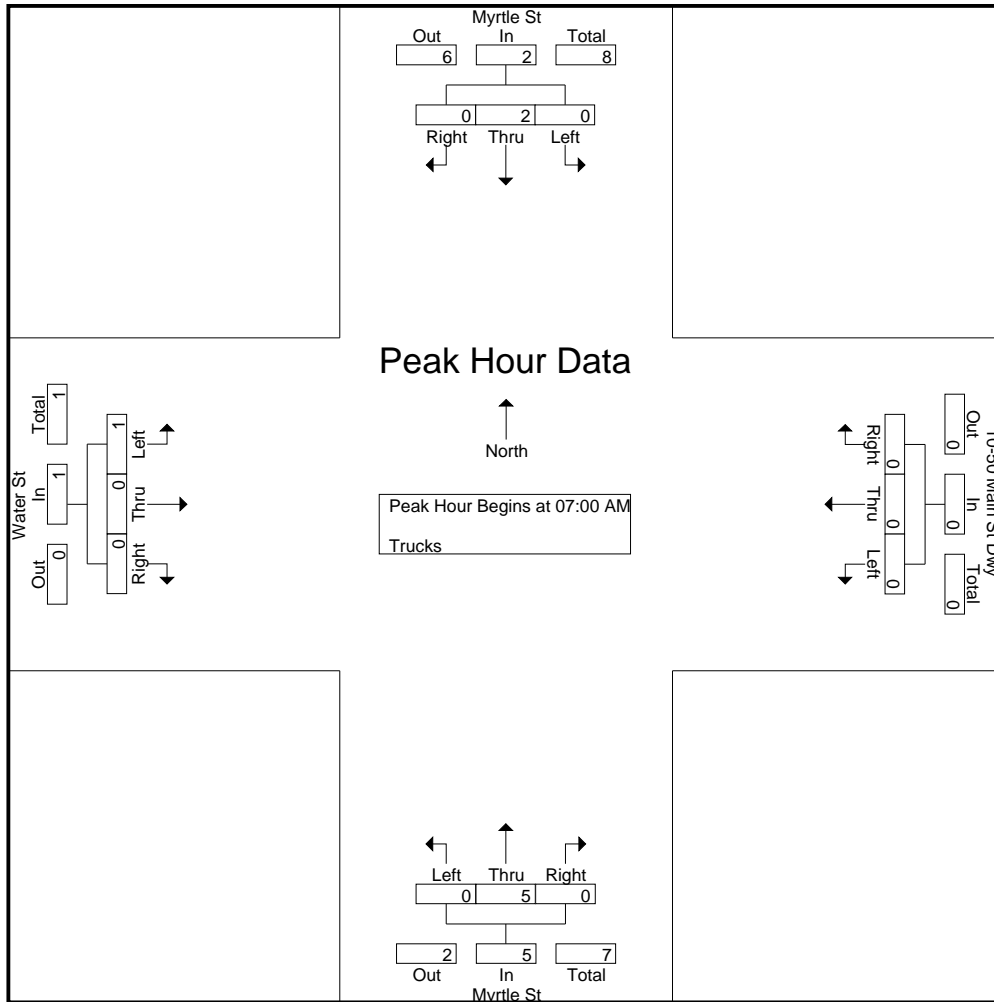 Myrtle St
Out In Total
6 2 8
0 2 0
Right Thru Left
Peak Hour Data
North
Peak Hour Begins at 07:00 AM
Trucks
Water St
Total In Out
1 1 0
1 0 0
Left Thru Right
Right Thru Left
0 0 0
Out In Total
0 0 0
Main St Dwy
Left Thru Right
0 5 0
2 5 7
Out In Total
Myrtle St